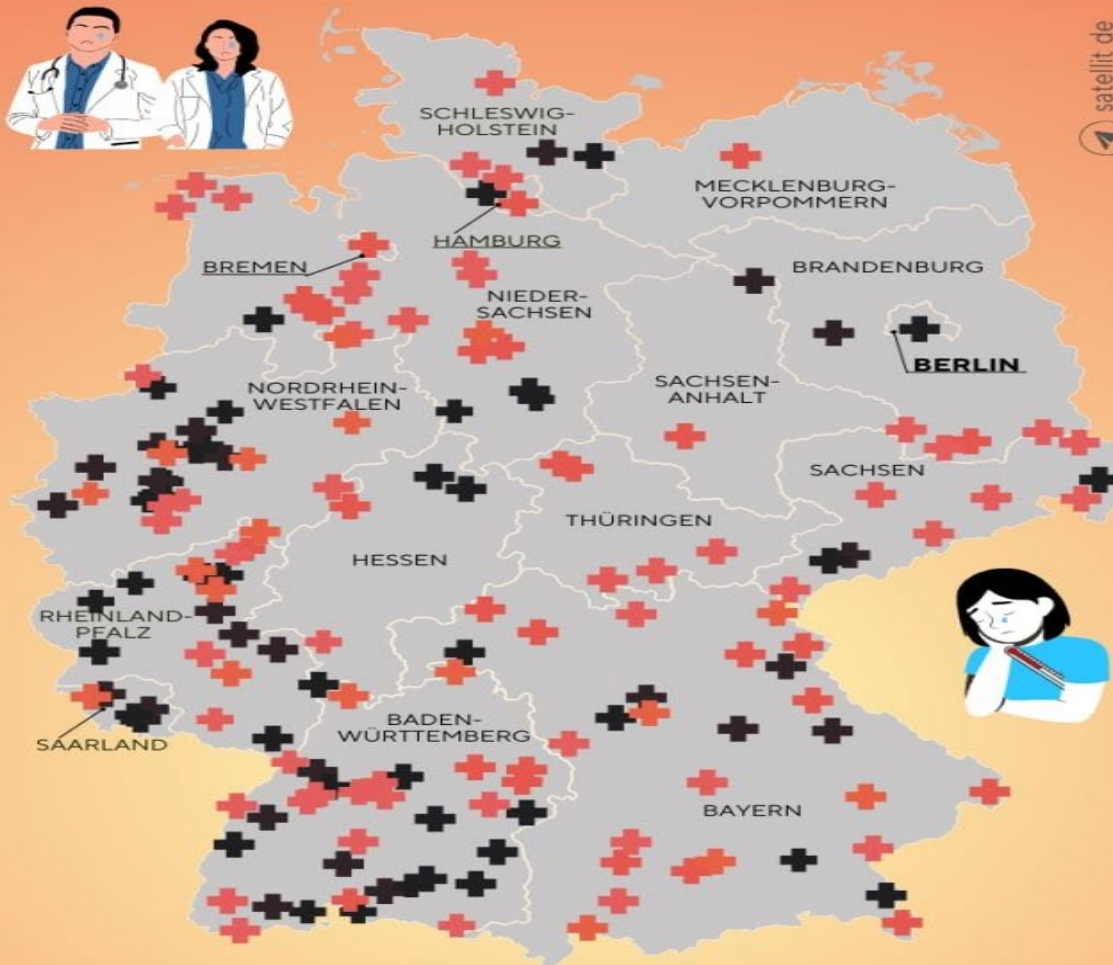 satellit de
SCHLESWIG-
HOLSTEIN
MECKLENBURG-
VORPOMMERN
HAMBURG
BREMEN
BRANDENBURG
NIEDER-
SACHSEN
BERLIN
SACHSEN-
ANHALT
NORDRHEIN-
WESTFALEN
SACHSEN
THÜRINGEN
HESSEN
RHEINLAND-
PFALZ
SAARLAND
BADEN-
WÜRTTEMBERG
BAYERN